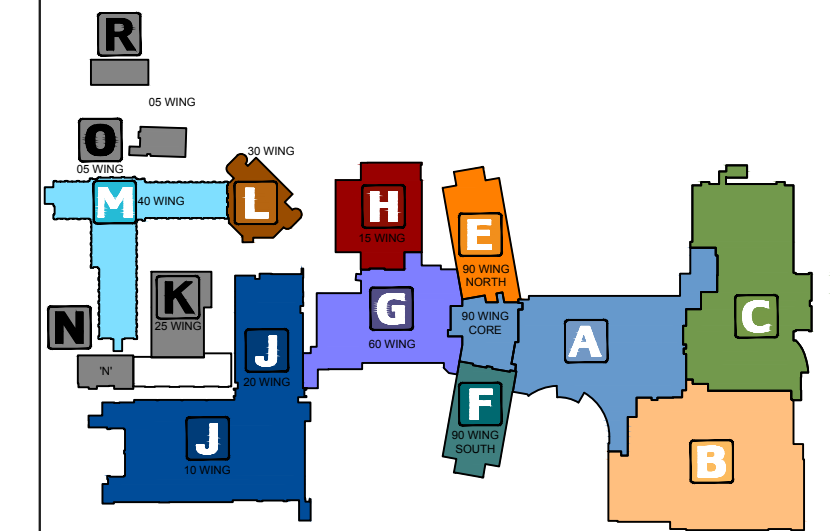 R
05 WING
O
05 WING
30 WING
M
40 WING
L
H
15 WING
E
90 WING
NORTH
K
25 WING
N
'N'
G
60 WING
90 WING
CORE
A
C
J
20 WING
F
90 WING
SOUTH
J
10 WING
B